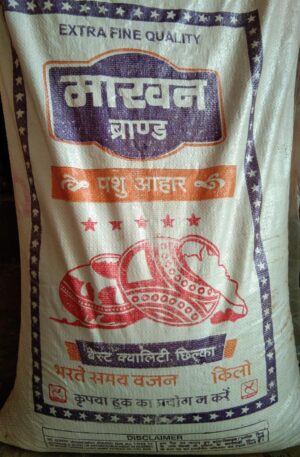 EXTRA FINE QUALITY
माखन
ब्राण्ड
पशु आहार
बेस्ट क्वालिटी छिल्का
भरते समय वजन किलो
कृपया हुक का प्रयोग न करें
DISCLAIMER